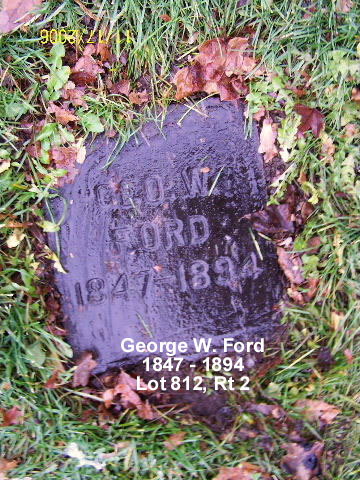 GEO W.
FORD
1847-1894
George W. Ford
1847 - 1894
Lot 812, Rt 2